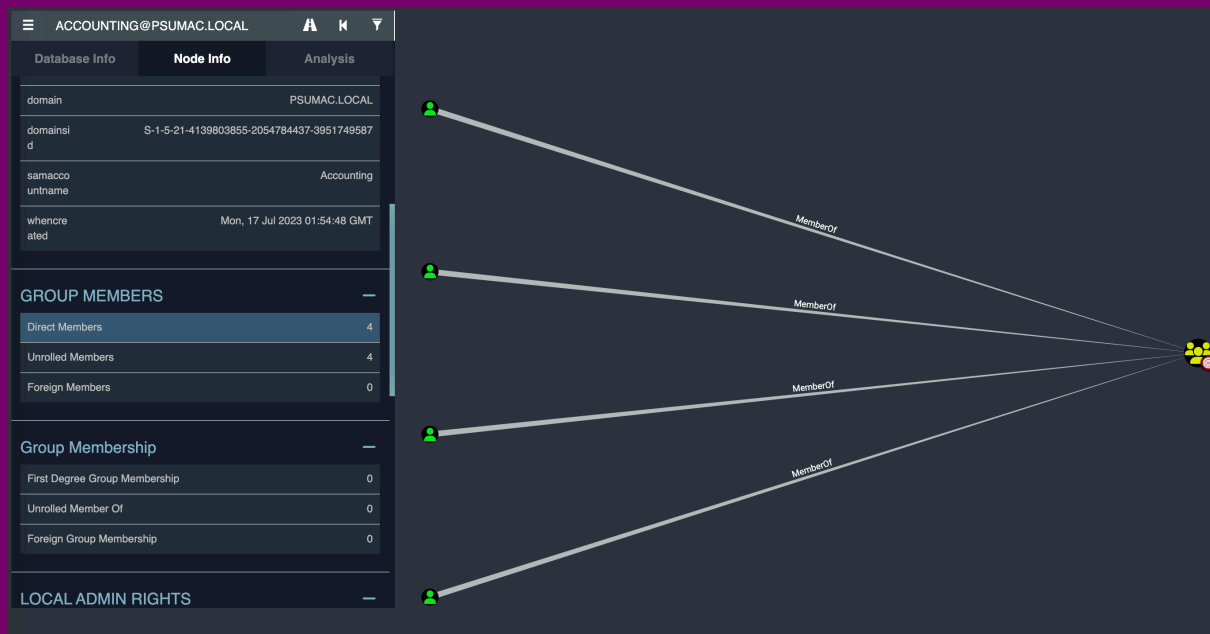 ACCOUNTING@PSUMAC.LOCAL
Database Info Node Info Analysis
domain PSUMAC.LOCAL
domainsi S-1-5-21-4139803855-2054784437-3951749587
d
samacco Accounting
untname
whencre Mon, 17 Jul 2023 01:54:48 GMT
ated
GROUP MEMBERS
Direct Members 4
Unrolled Members 4
Foreign Members 0
Group Membership
First Degree Group Membership 0
Unrolled Member Of 0
Foreign Group Membership 0
LOCAL ADMIN RIGHTS
MemberOf
MemberOf
MemberOf
MemberOf